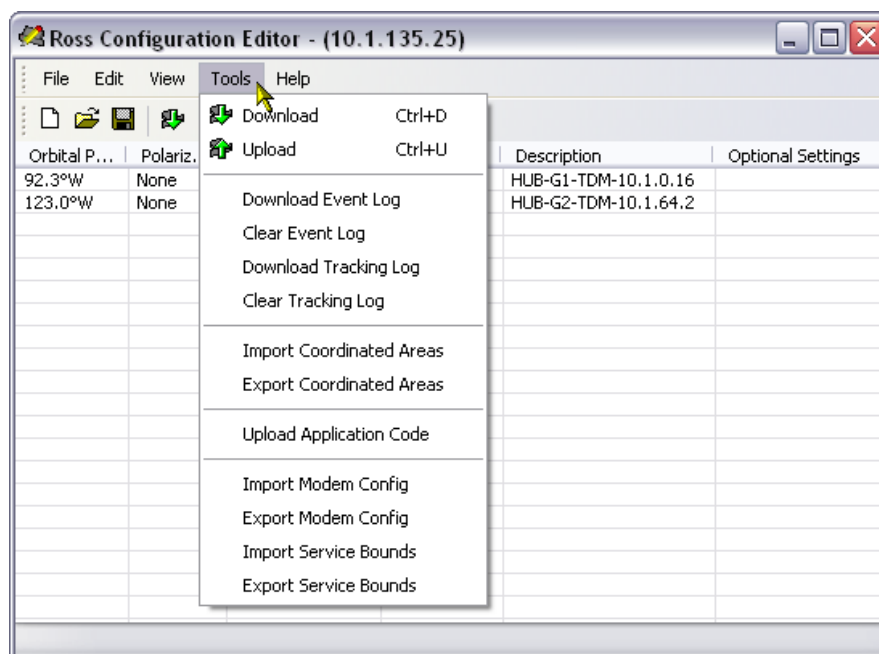 Ross Configuration Editor - (10.1.135.25)
File Edit View Tools Help
Download Ctrl+D
Upload Ctrl+U
Orbital P... Polariz. Description Optional Settings
92.3°W None HUB-G1-TDM-10.1.0.16
123.0°W None HUB-G2-TDM-10.1.64.2
Download Event Log
Clear Event Log
Download Tracking Log
Clear Tracking Log
Import Coordinated Areas
Export Coordinated Areas
Upload Application Code
Import Modem Config
Export Modem Config
Import Service Bounds
Export Service Bounds